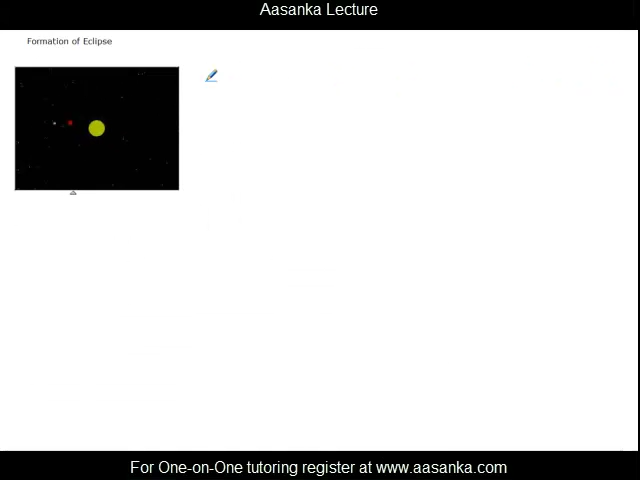 Aasanka Lecture
Formation of Eclipse
For One-on-One tutoring register at www.aasanka.com